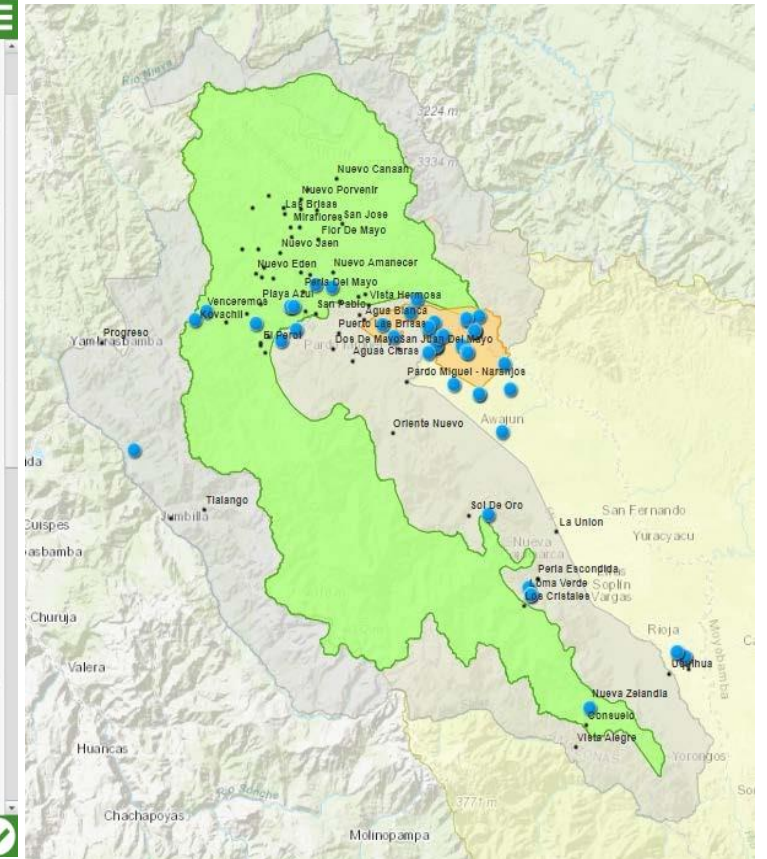 Rio Nieva
3224 m
3334 m
Nuevo Canaan
Nuevo Porvenir
Las Brisas
Miraflores
San Jose
Flor De Mayo
Nuevo Jaen
Nuevo Eden
Nuevo Amanecer
Perla Del Mayo
Playa Azul
Vista Hermosa
Venceremos
San Pablo
Agua Blanca
Kovachii
Puerto
Las Brisas
Progreso
El Perol
Dos De Mayo
San Juan Del Mayo
Yambrasbamba
Aguas Claras
Pardo Miguel - Naranjos
Oriente Nuevo
Awajun
Tialango
Sol De Oro
San Fernando
Jumbilla
La Union
Cuispes
Yuracyacu
Nueva
Perla Escondida
Loma Verde
Soplin
Los Cristales
Vargas
Churuja
Rioja
Moyobamba
Valera
Nueva Zelandia
Consuelo
Huancas
Vista Alegre
Yorongos
Rio Sonche
3771 m
Chachapoyas
Molinopampa